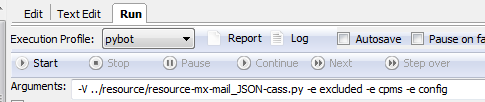 Edit Text Edit Run
Execution Profile: pybot Report Log Autosave Pause on fa
Start Stop Pause Continue Next Step over
Arguments: -V ../resource/resource-mx-mail_JSON-cass.py -e excluded -e cpms -e config